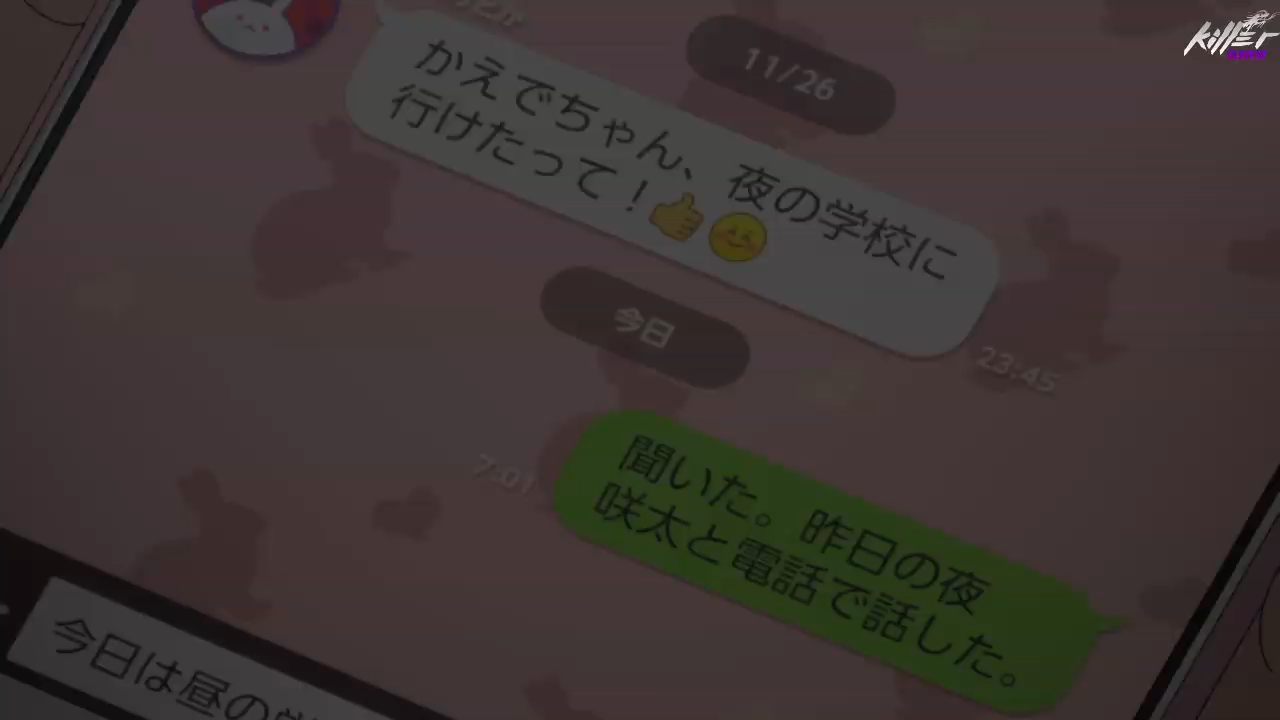 Killer
11/26
かえでちゃん、夜の学校に
行けたって！👍😊
23:45
今日
7:01
聞いた。昨日の夜
咲太と電話で話した。
今日は昼の